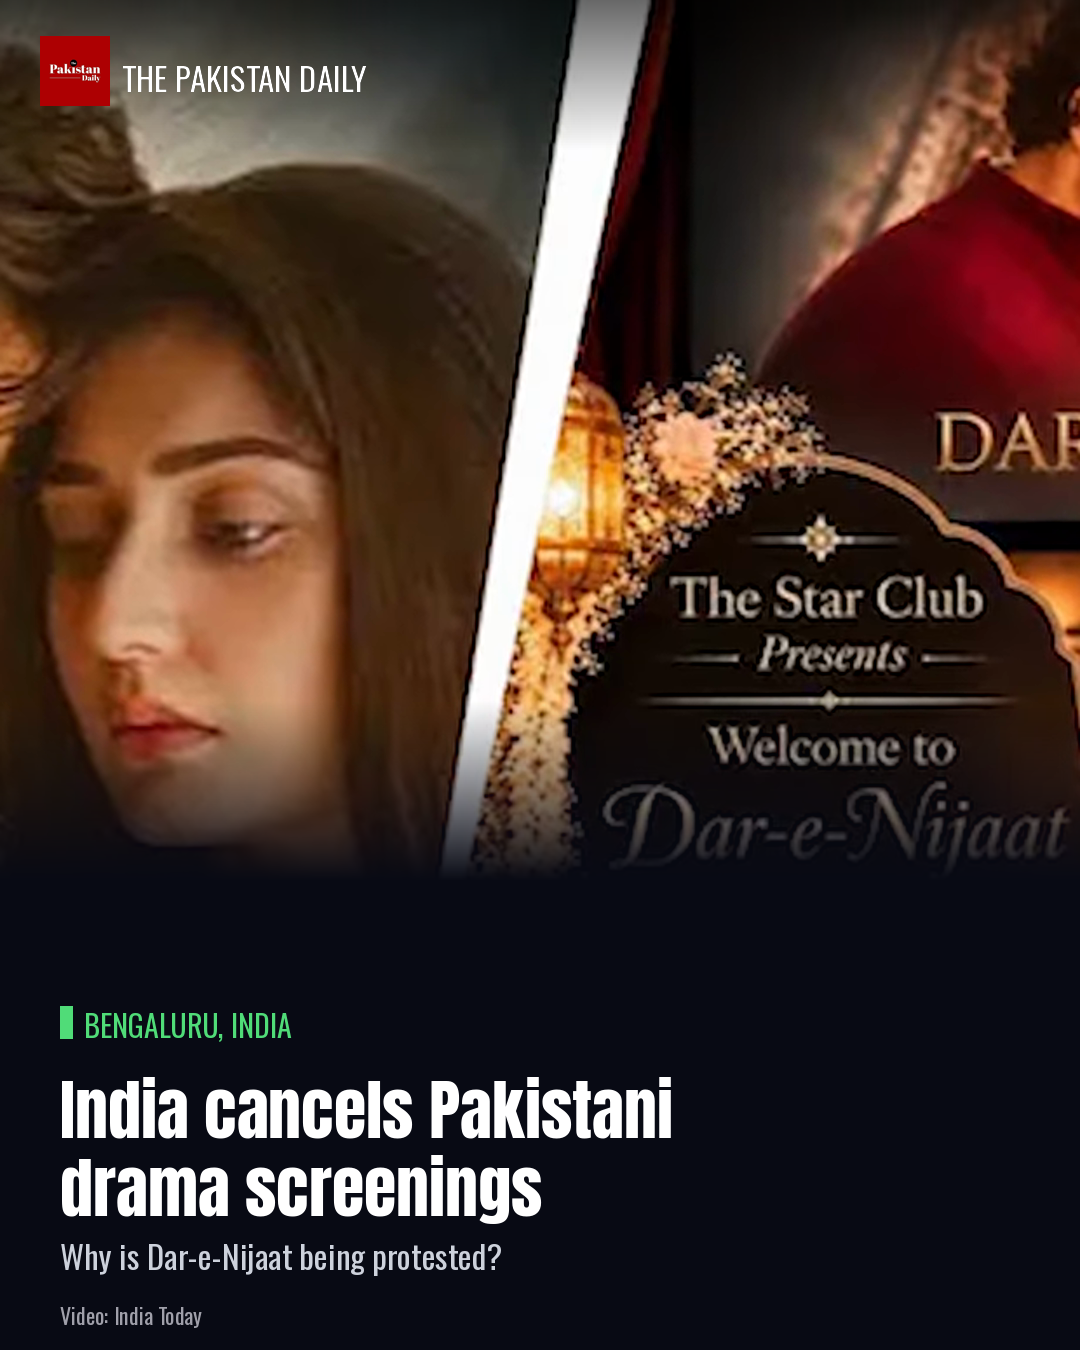 Pakistan
Daily
THE PAKISTAN DAILY
DAR
The Star Club
Presents
Welcome to
Dar-e-Nijaat
BENGALURU, INDIA
India cancels Pakistani
drama screenings
Why is Dar-e-Nijaat being protested?
Video: India Today